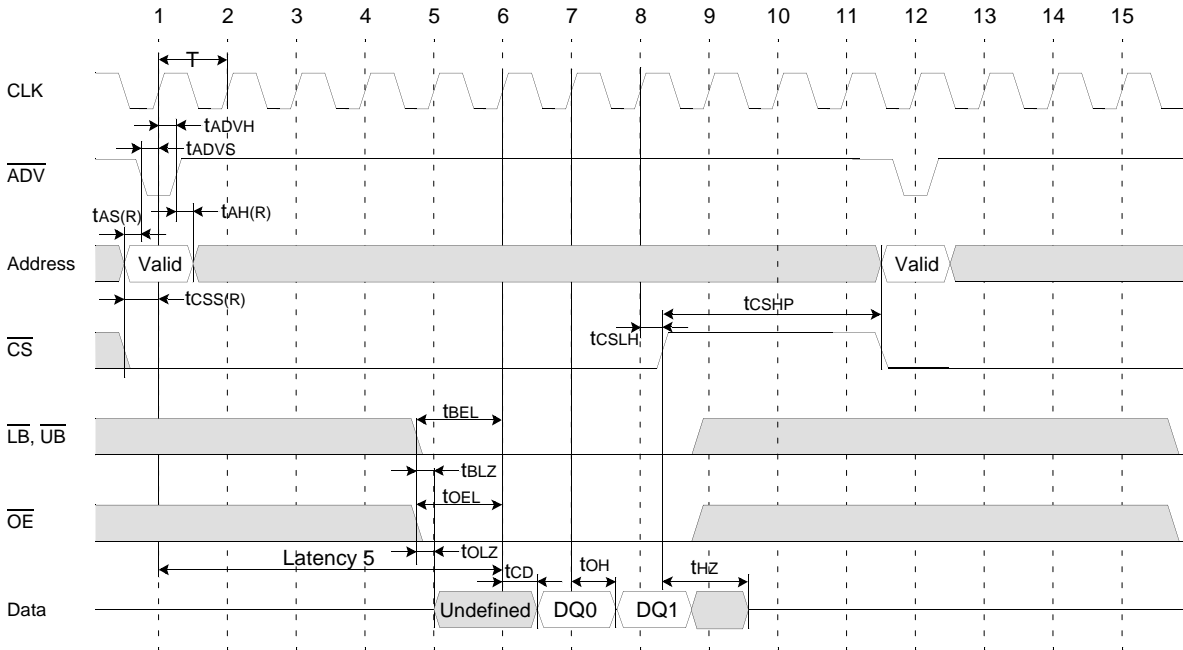 1 2 3 4 5 6 7 8 9 10 11 12 13 14 15
T
CLK
tADVH
tADVS
ADV
tAS(R)
tAH(R)
Address
Valid
Valid
tCSS(R)
tCSHP
tCSLH
CS
tBEL
LB, UB
tBLZ
tOEL
OE
tOLZ
Latency 5
tCD
tOH
tHZ
Data
Undefined
DQ0
DQ1